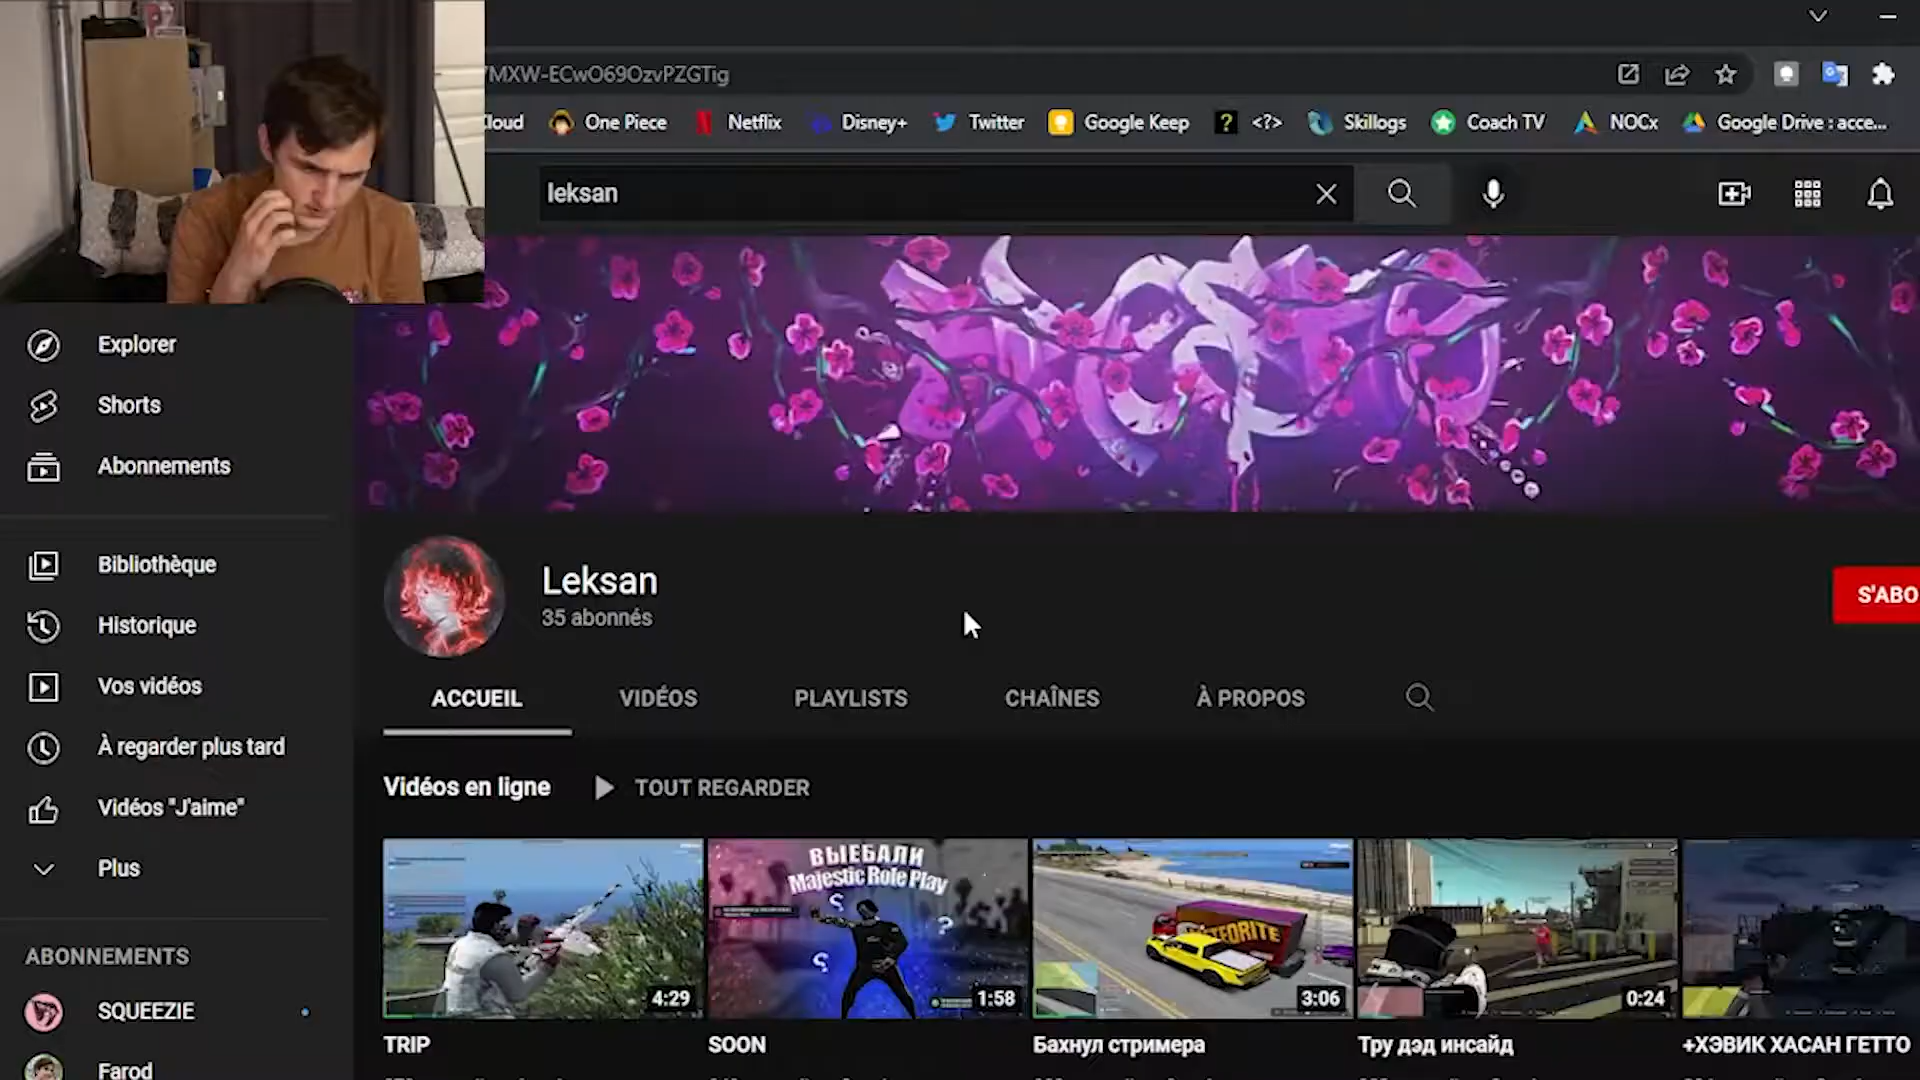 MXW-ECwO69OzvPZGTig
Cloud One Piece Netflix Disney+ Twitter Google Keep <?> Skillogs Coach TV NOCx Google Drive : acce...
leksan
Explorer
Shorts
Abonnements
Bibliothèque
Historique
Vos vidéos
À regarder plus tard
Vidéos "J'aime"
Plus
ABONNEMENTS
SQUEEZIE
Farod
Leksan
35 abonnés
S'ABO
ACCUEIL VIDÉOS PLAYLISTS CHAÎNES À PROPOS
Vidéos en ligne TOUT REGARDER
4:29
ВЫЕБАЛИ
Majestic Role Play
1:58
METEORITE
3:06
0:24
TRIP
SOON
Бахнул стримера
Тру дэд инсайд
+ХЭВИК ХАСАН ГЕТТО